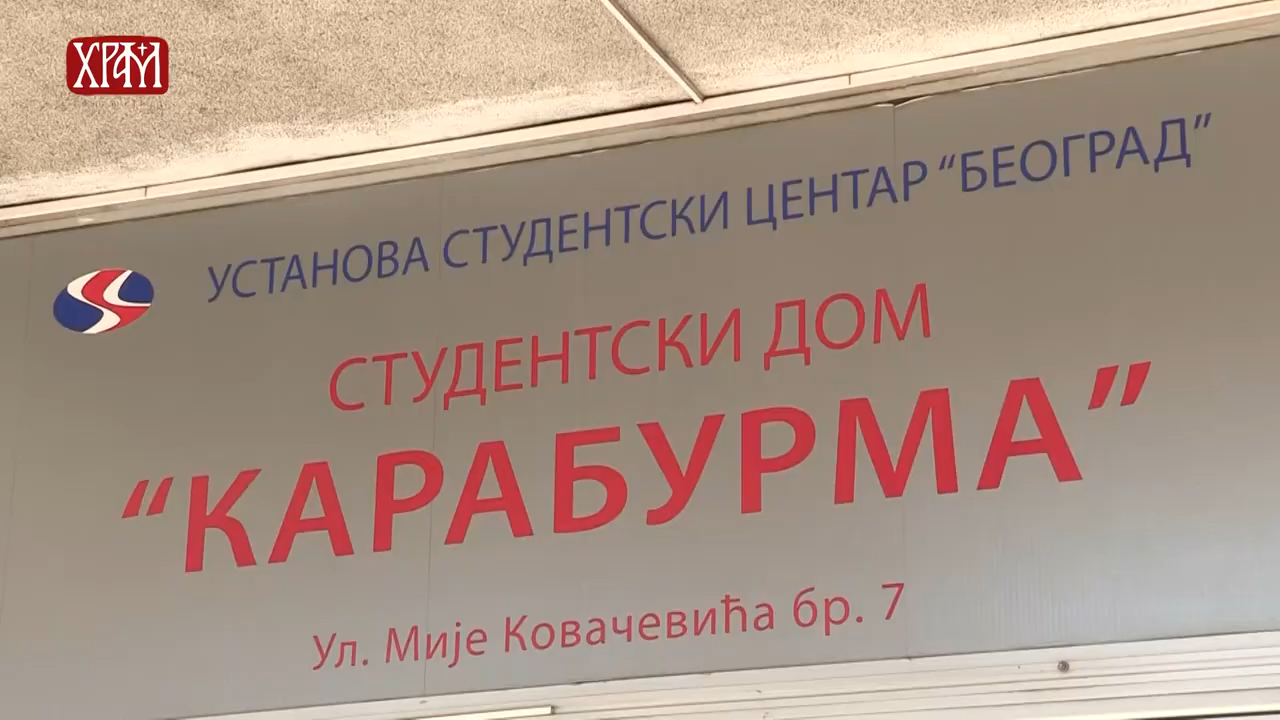 ХРАМ
УСТАНОВА СТУДЕНТСКИ ЦЕНТАР “БЕОГРАД”
СТУДЕНТСКИ ДОМ
“КАРАБУРМА”
Ул. Мије Ковачевића бр. 7